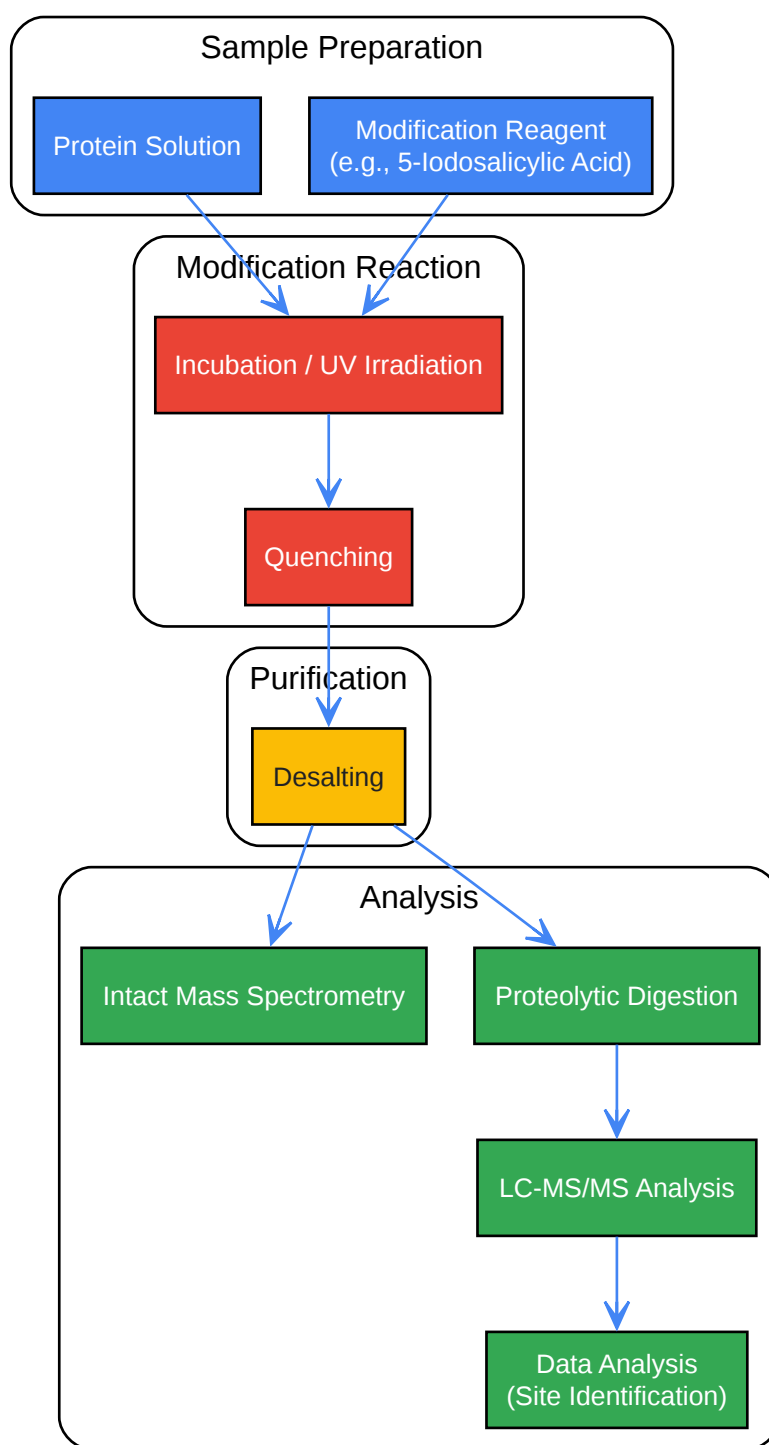 Sample Preparation
Protein Solution
Modification Reagent
(e.g., 5-Iodosalicylic Acid)
Modification Reaction
Incubation / UV Irradiation
Quenching
Purification
Desalting
Analysis
Intact Mass Spectrometry
Proteolytic Digestion
LC-MS/MS Analysis
Data Analysis
(Site Identification)